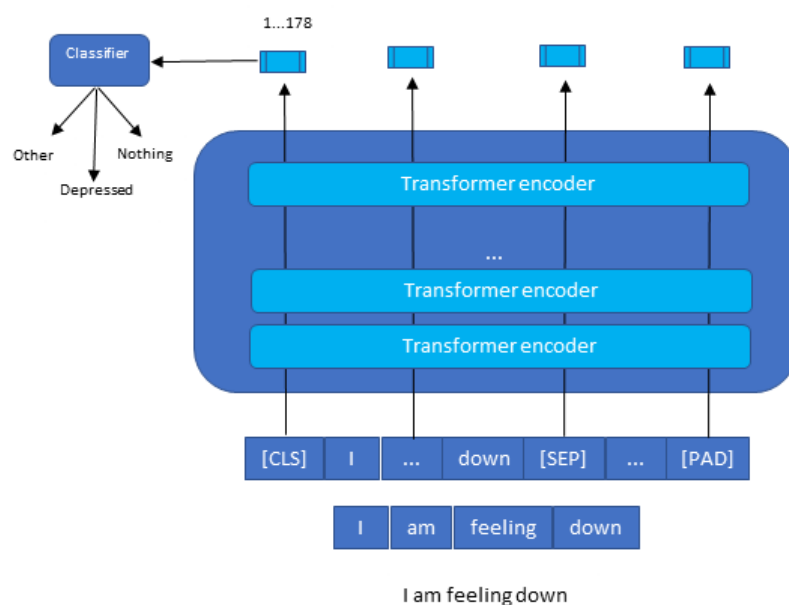 1...178
Classifier
Other
Nothing
Depressed
Transformer encoder
...
Transformer encoder
Transformer encoder
[CLS] I ... down [SEP] ... [PAD]
I am feeling down
I am feeling down